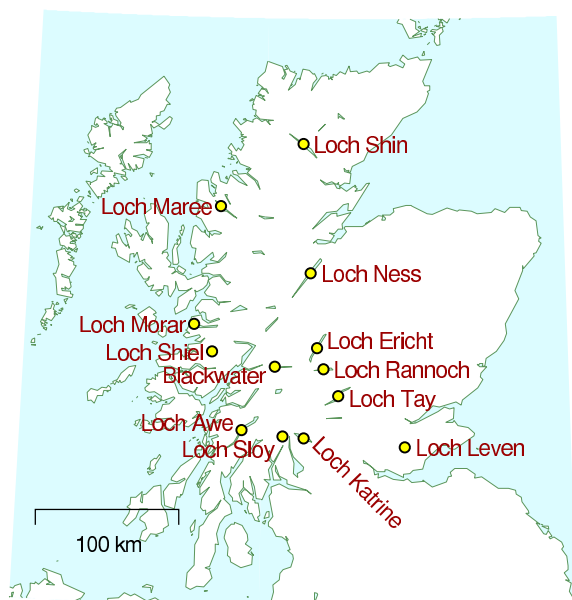 Loch Shin
Loch Maree
Loch Ness
Loch Morar
Loch Ericht
Loch Shiel
Loch Rannoch
Blackwater
Loch Tay
Loch Awe
Loch Sloy
Loch Leven
Loch Katrine
100 km